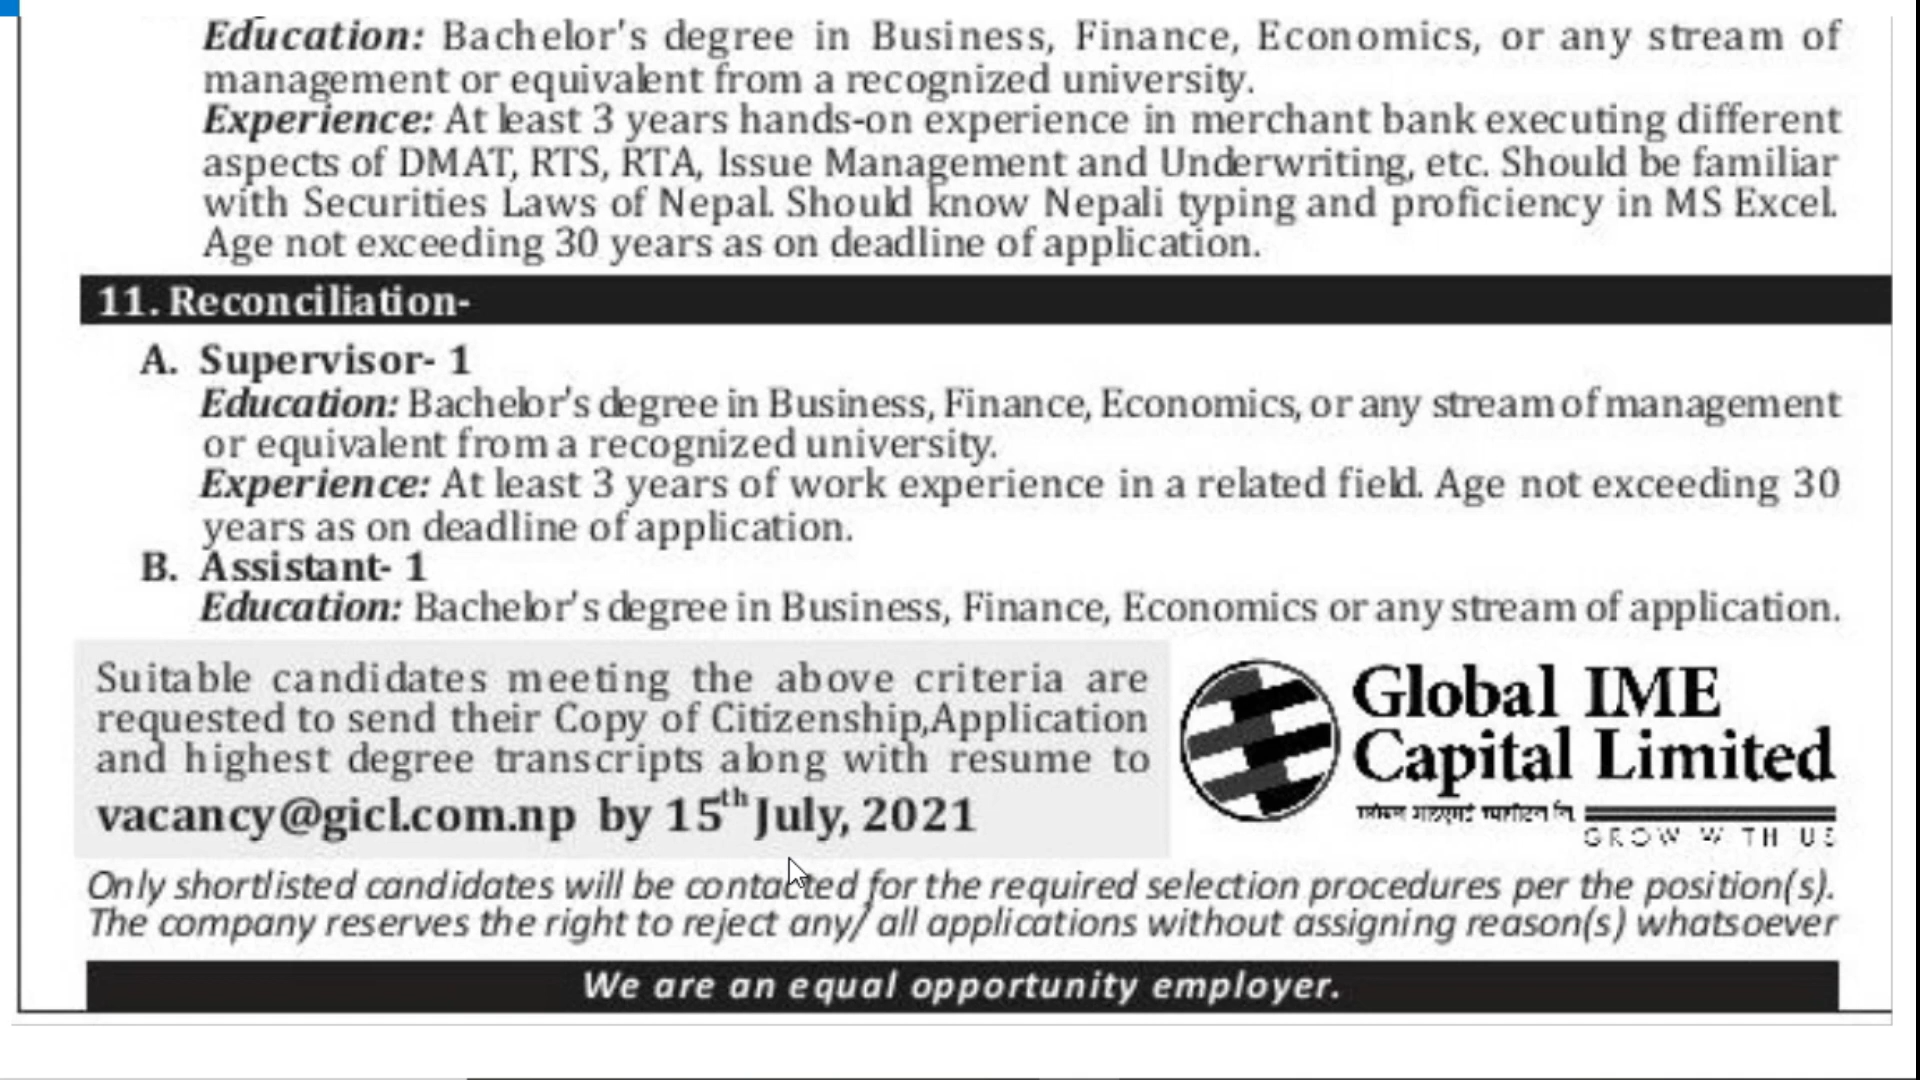 Education: Bachelor's degree in Business, Finance, Economics, or any stream of
management or equivalent from a recognized university.
Experience: At least 3 years hands-on experience in merchant bank executing different
aspects of DMAT, RTS, RTA, Issue Management and Underwriting, etc. Should be familiar
with Securities Laws of Nepal. Should know Nepali typing and proficiency in MS Excel.
Age not exceeding 30 years as on deadline of application.
11. Reconciliation-
A. Supervisor- 1
Education: Bachelor's degree in Business, Finance, Economics, or any stream of management
or equivalent from a recognized university.
Experience: At least 3 years of work experience in a related field. Age not exceeding 30
years as on deadline of application.
B. Assistant- 1
Education: Bachelor's degree in Business, Finance, Economics or any stream of application.
Suitable candidates meeting the above criteria are
requested to send their Copy of Citizenship,Application
and highest degree transcripts along with resume to
vacancy@gicl.com.np by 15th July, 2021
Global IME
Capital Limited
GROW WITH US
Only shortlisted candidates will be contacted for the required selection procedures per the position(s).
The company reserves the right to reject any/ all applications without assigning reason(s) whatsoever
We are an equal opportunity employer.